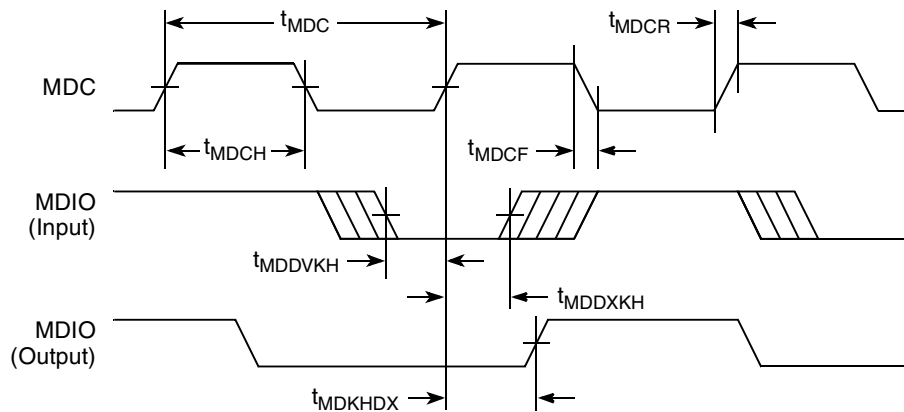 tMDC
tMDCR
MDC
tMDCH
tMDCF
MDIO
(Input)
tMDDVKH
tMDDXKH
MDIO
(Output)
tMDKHDX